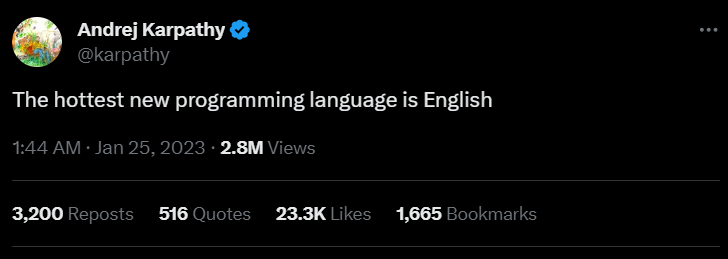 Andrej Karpathy
@karpathy
The hottest new programming language is English
1:44 AM · Jan 25, 2023 · 2.8M Views
3,200 Reposts 516 Quotes 23.3K Likes 1,665 Bookmarks